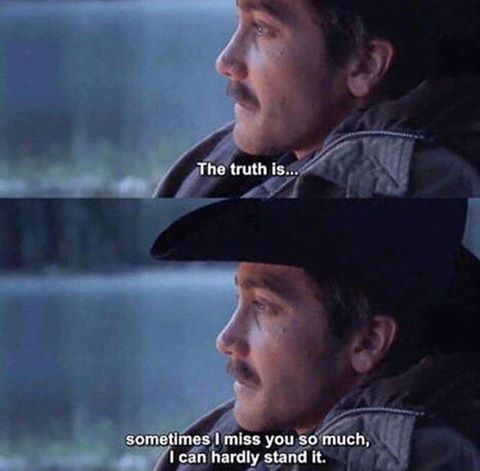 The truth is...
sometimes I miss you so much,
I can hardly stand it.